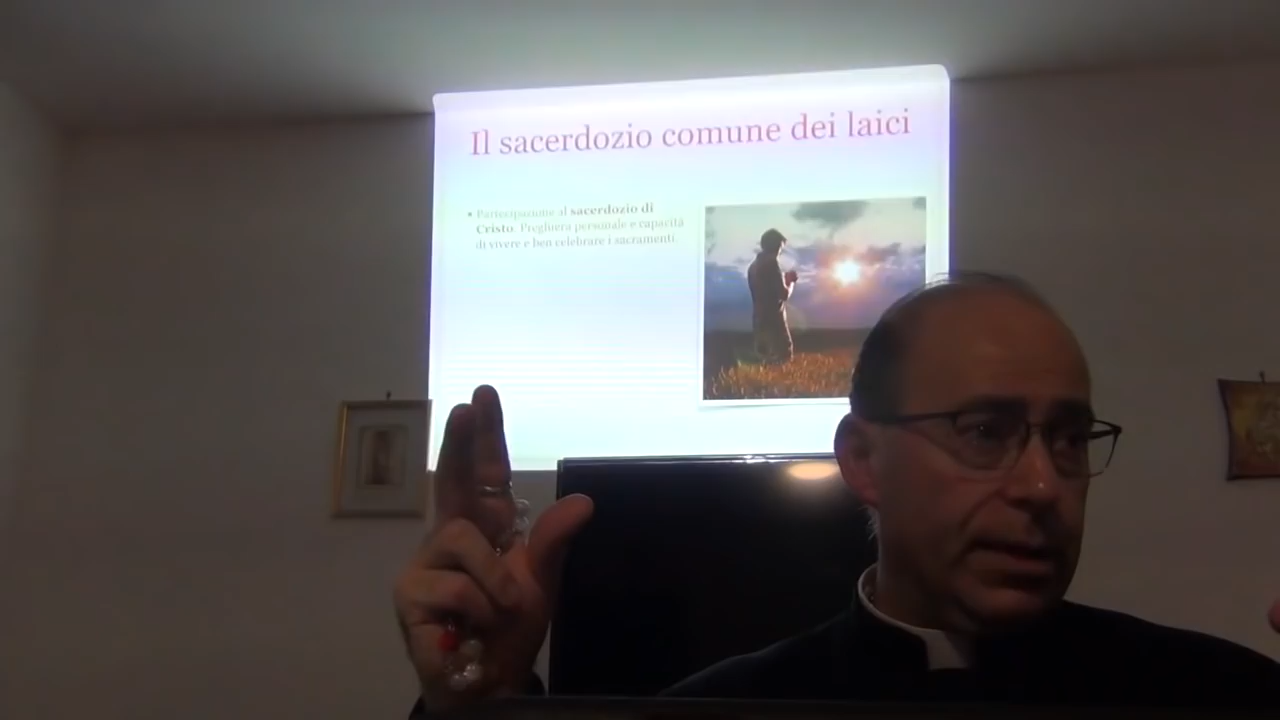 Il sacerdozio comune dei laici
• Partecipazione al sacerdozio di
Cristo. Preghiera personale e capacità
di vivere e ben celebrare i sacramenti.